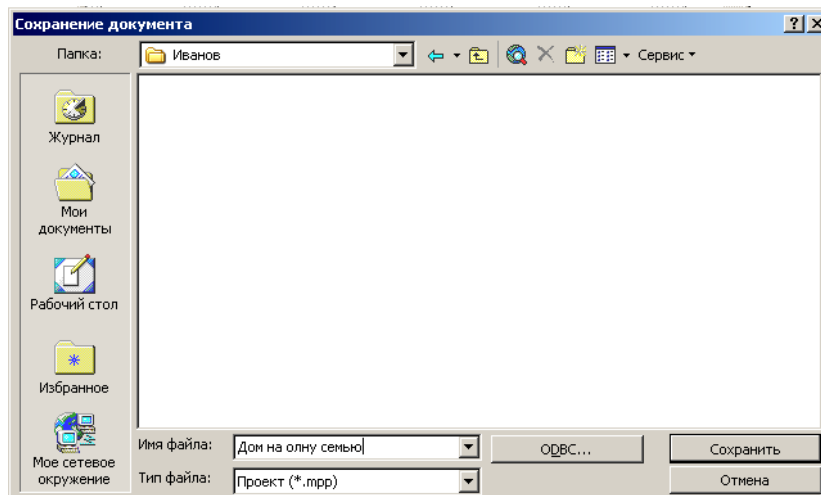 Сохранение документа
Папка:
Иванов
Сервис
Журнал
Мои
документы
Рабочий стол
Избранное
Мое сетевое
окружение
Имя файла:
Дом на олну семью
ODBC...
Сохранить
Тип файла:
Проект (*.mpp)
Отмена